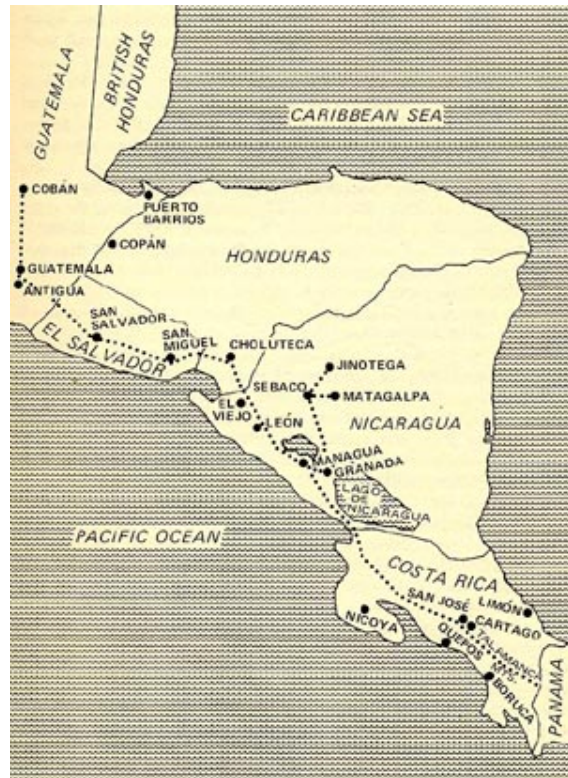 GUATEMALA
BRITISH
HONDURAS
CARIBBEAN SEA
COBÁN
PUERTO
BARRIOS
COPÁN
HONDURAS
GUATEMALA
ANTIGUA
SAN
SALVADOR
EL SALVADOR
SAN
MIGUEL
CHOLUTECA
JINOTEGA
SEBACO
MATAGALPA
EL
VIEJO
LEÓN
NICARAGUA
MANAGUA
GRANADA
LAGO
DE
NICARAGUA
PACIFIC OCEAN
COSTA RICA
SAN JOSÉ
LIMÓN
CARTAGO
NICOYA
TALAMANCA
MTS.
QUEPOS
BORUCA
PANAMA